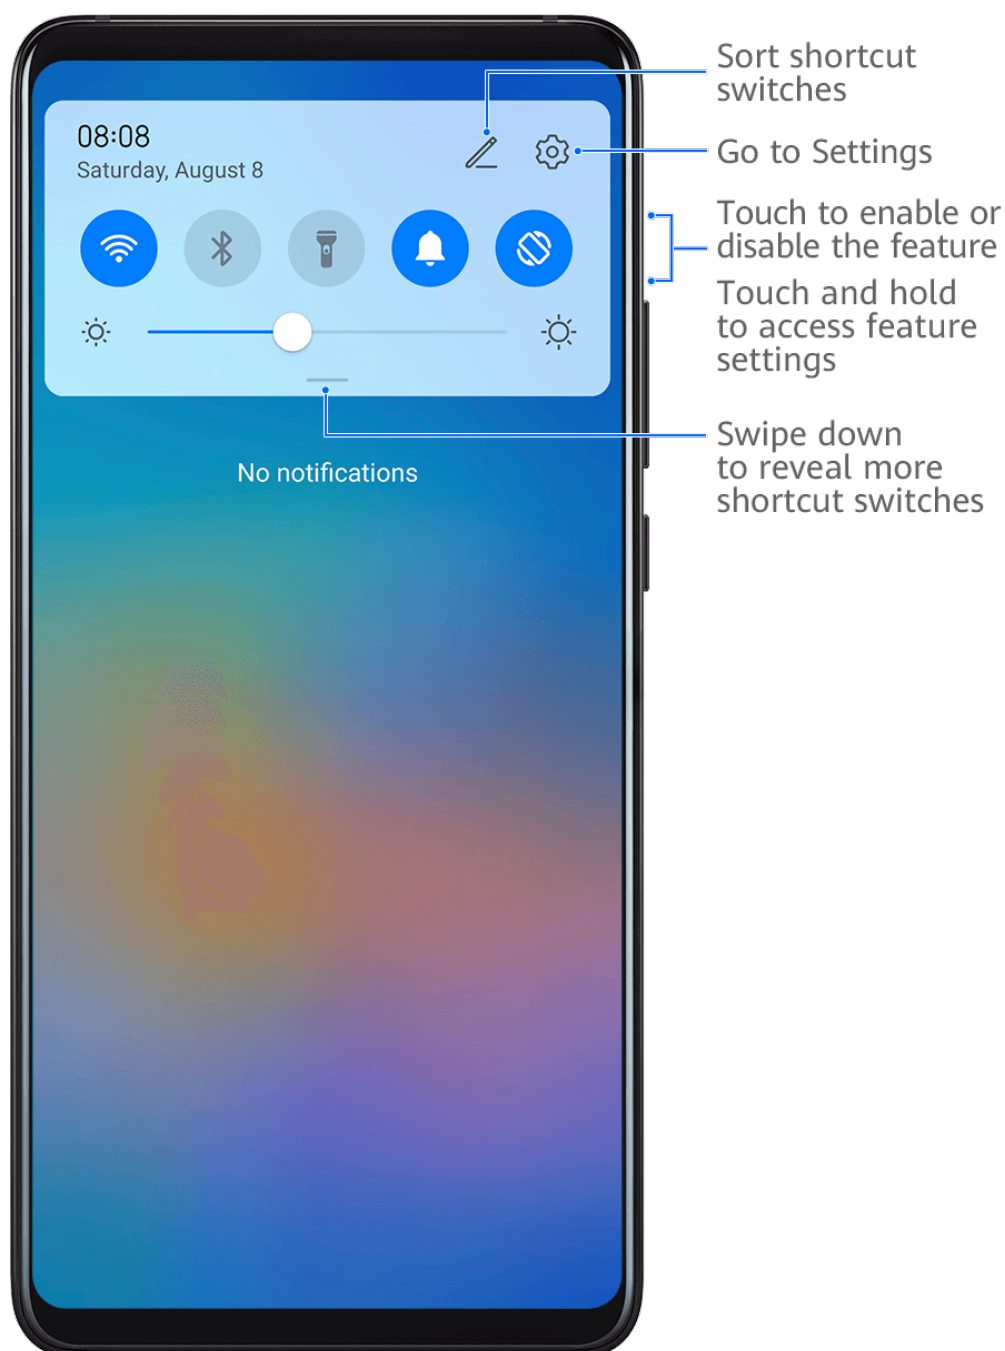 Sort shortcut
switches
08:08
Saturday, August 8
Go to Settings
Touch to enable or
disable the feature
Touch and hold
to access feature
settings
Swipe down
to reveal more
shortcut switches
No notifications